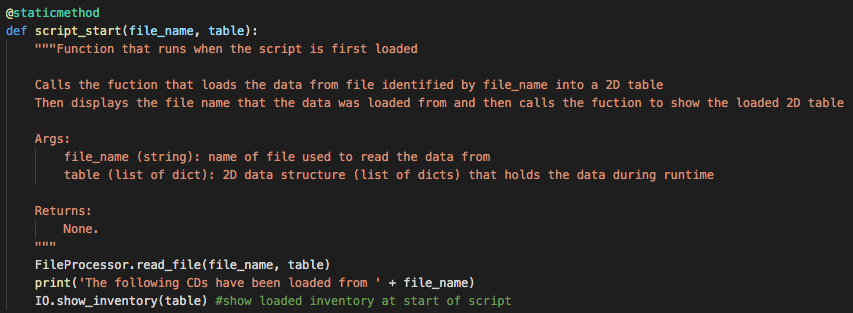 @staticmethod
def script_start(file_name, table):
    """Function that runs when the script is first loaded

    Calls the fuction that loads the data from file identified by file_name into a 2D table
    Then displays the file name that the data was loaded from and then calls the fuction to show the loaded 2D table

    Args:
        file_name (string): name of file used to read the data from
        table (list of dict): 2D data structure (list of dicts) that holds the data during runtime

    Returns:
        None.
    """
    FileProcessor.read_file(file_name, table)
    print('The following CDs have been loaded from ' + file_name)
    IO.show_inventory(table) #show loaded inventory at start of script